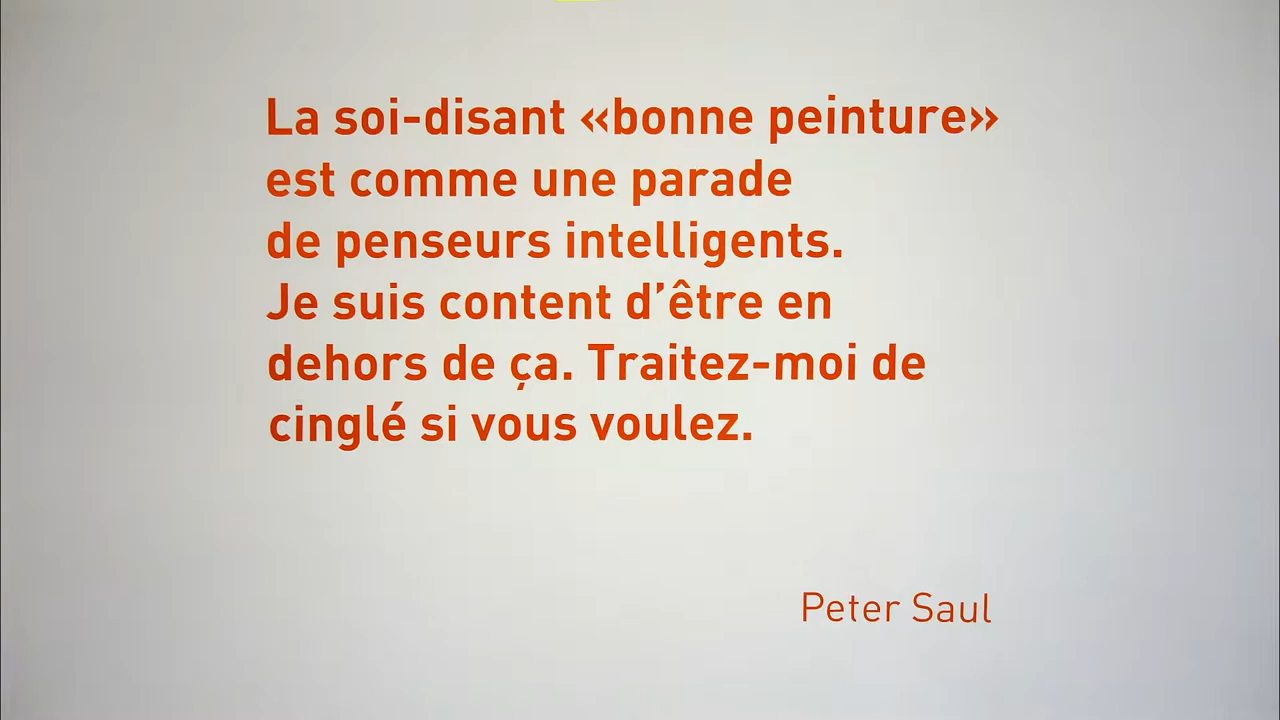 La soi-disant «bonne peinture»
est comme une parade
de penseurs intelligents.
Je suis content d’être en
dehors de ça. Traitez-moi de
cinglé si vous voulez.
Peter Saul